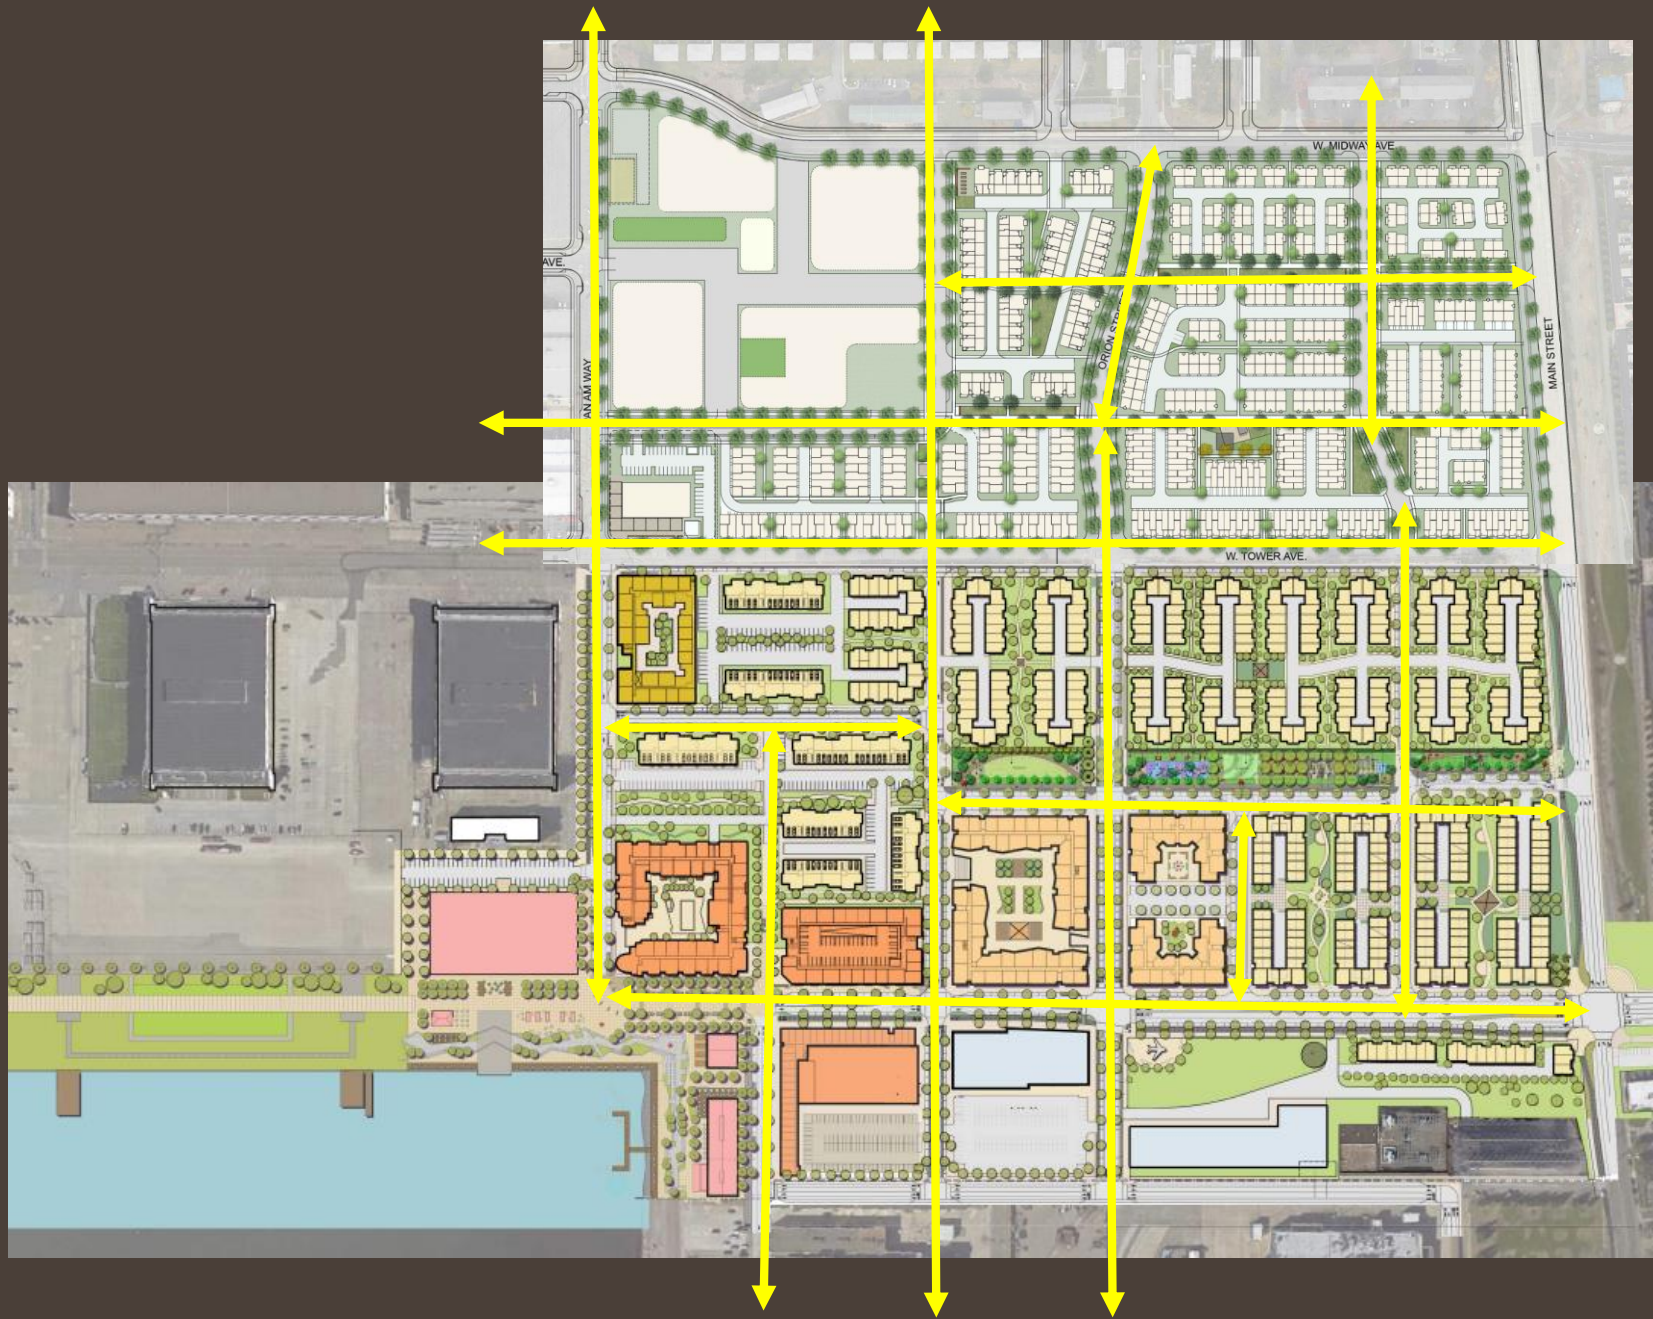 W. MIDWAY AVE
AVE.
ORION STREET
MAIN STREET
AN AM WAY
W. TOWER AVE.